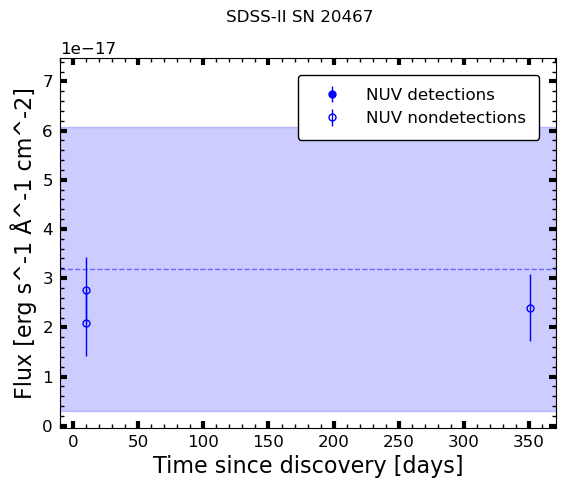 SDSS-II SN 20467
1e−17
7
6
5
4
3
2
1
0
Flux [erg s^-1 Å^-1 cm^-2]
NUV detections
NUV nondetections
0 50 100 150 200 250 300 350
Time since discovery [days]